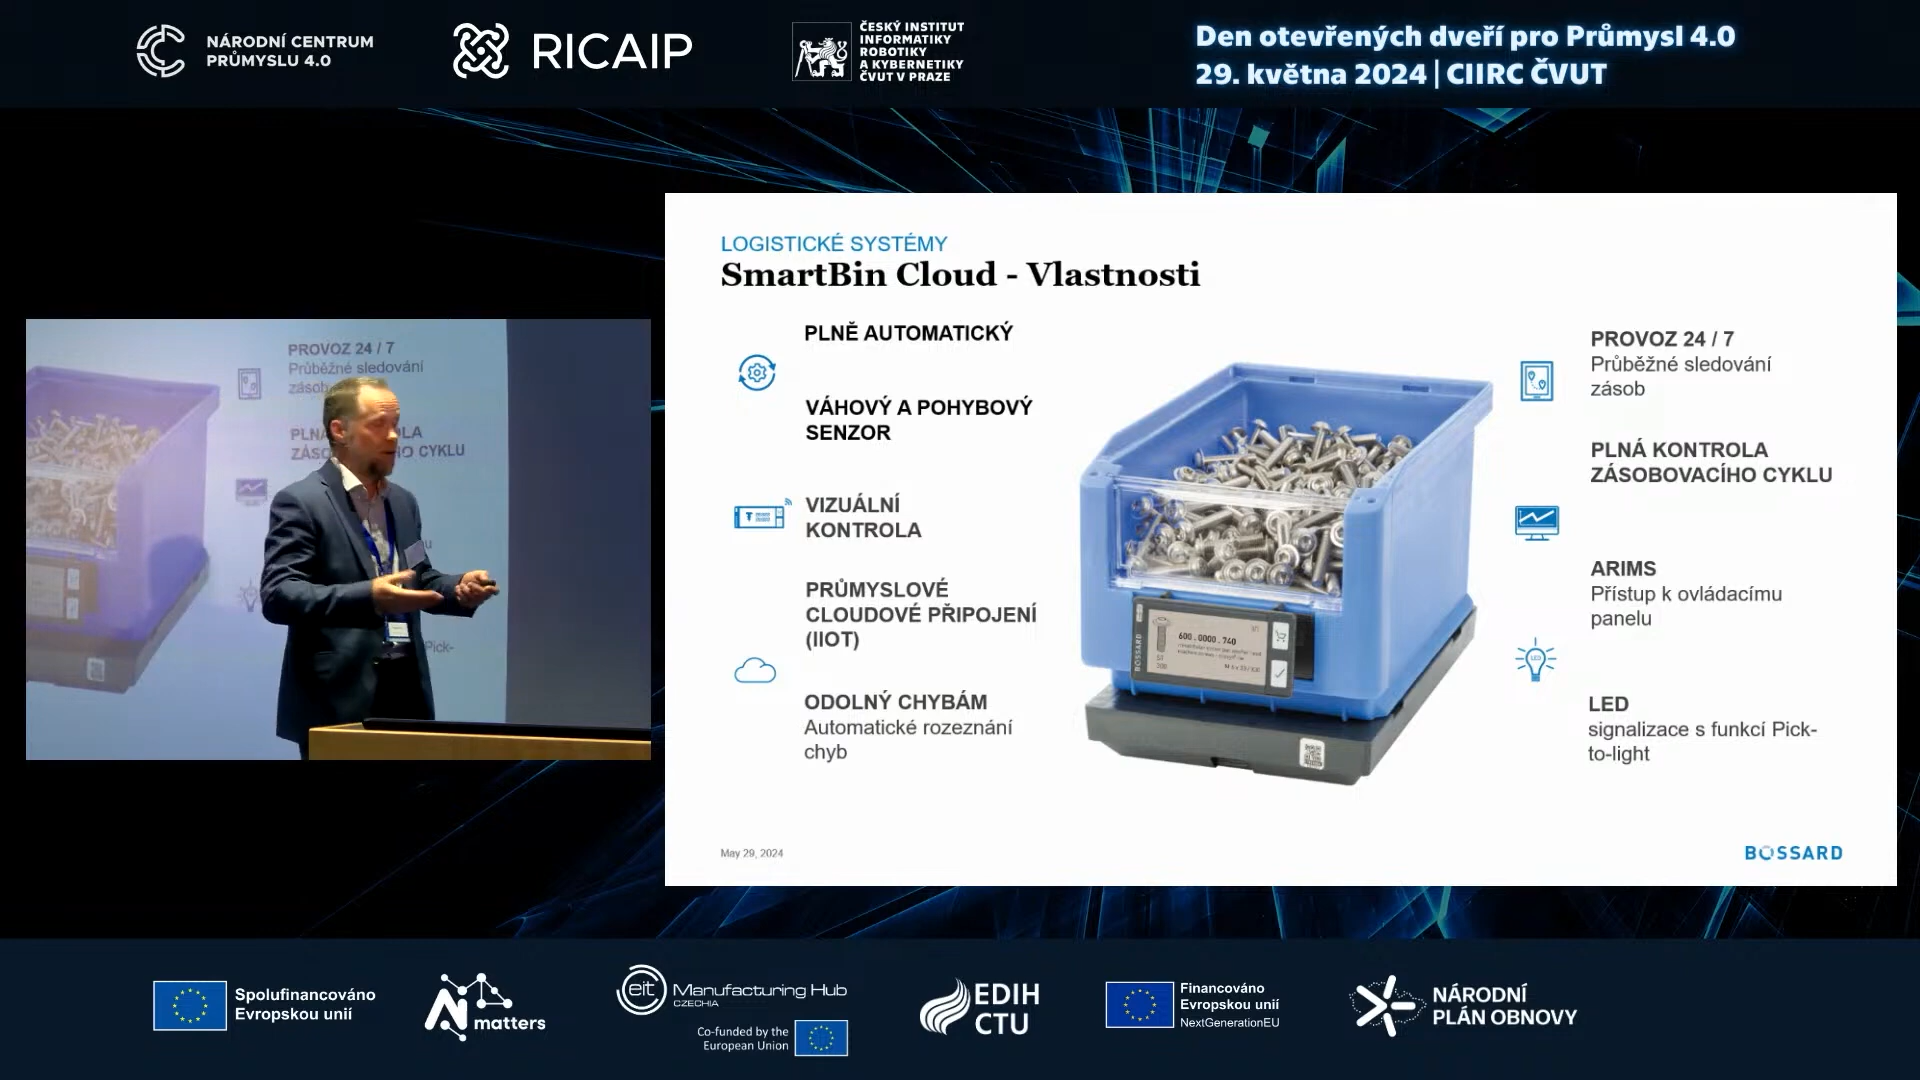 NÁRODNÍ CENTRUM
PRŮMYSLU 4.0
RICAIP
ČESKÝ INSTITUT
INFORMATIKY
ROBOTIKY
A KYBERNETIKY
ČVUT V PRAZE
Den otevřených dveří pro Průmysl 4.0
29. května 2024 | CIIRC ČVUT
PROVOZ 24 / 7
Průběžné sledování
zásob
CYKLU
Pick-
LOGISTICKÉ SYSTÉMY
SmartBin Cloud - Vlastnosti
PLNĚ AUTOMATICKÝ
VÁHOVÝ A POHYBOVÝ
SENZOR
VIZUÁLNÍ
KONTROLA
PRŮMYSLOVÉ
CLOUDOVÉ PŘIPOJENÍ
(IIOT)
ODOLNÝ CHYBÁM
Automatické rozeznání
chyb
BOSSARD
600.0000.740
PROVOZ 24 / 7
Průběžné sledování
zásob
PLNÁ KONTROLA
ZÁSOBOVACÍHO CYKLU
ARIMS
Přístup k ovládacímu
panelu
LED
LED
signalizace s funkcí Pick-
to-light
May 29, 2024
BOSSARD
Spolufinancováno
Evropskou unií
matters
eit Manufacturing Hub
CZECHIA
Co-funded by the
European Union
EDIH
CTU
Financováno
Evropskou unií
NextGenerationEU
NÁRODNÍ
PLÁN OBNOVY